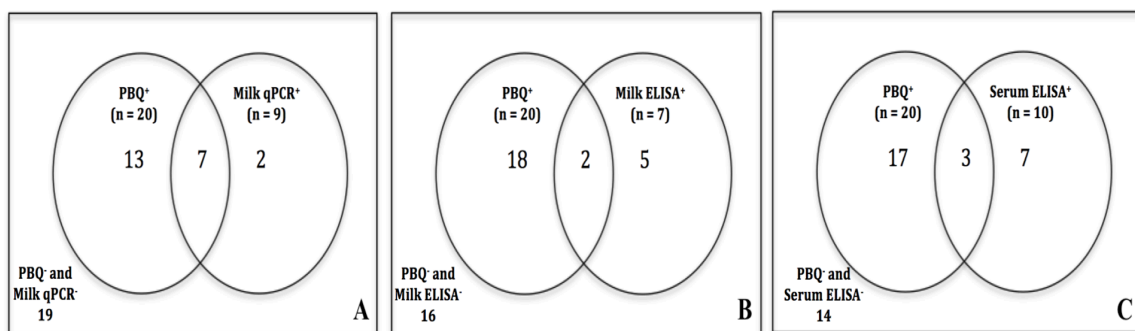 PBQ⁺
(n = 20)
Milk qPCR⁺
(n = 9)
13
7
2
PBQ⁻ and
Milk qPCR⁻
19
A
PBQ⁺
(n = 20)
Milk ELISA⁺
(n = 7)
18
2
5
PBQ⁻ and
Milk ELISA⁻
16
B
PBQ⁺
(n = 20)
Serum ELISA⁺
(n = 10)
17
3
7
PBQ⁻ and
Serum ELISA⁻
14
C